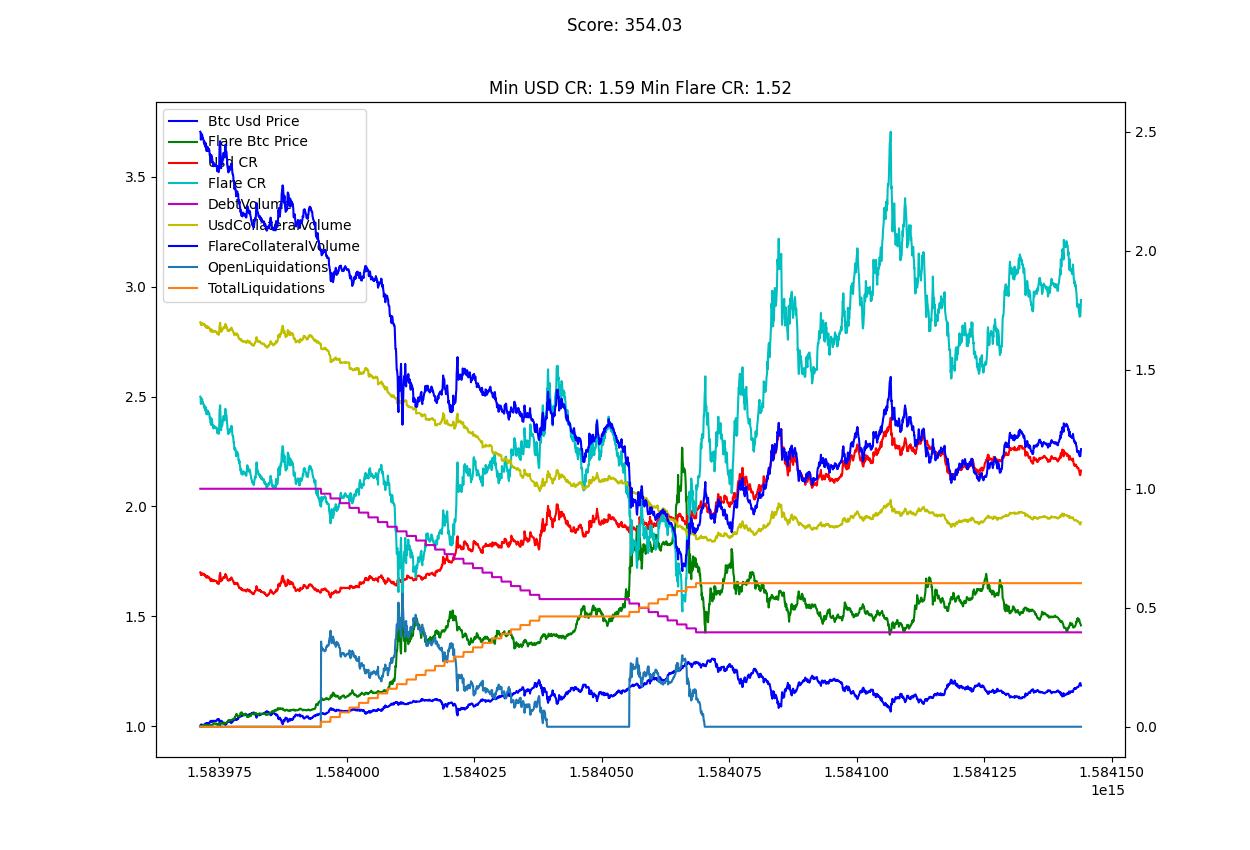 Score: 354.03
Min USD CR: 1.59 Min Flare CR: 1.52
Btc Usd Price
Flare Btc Price
Usd CR
Flare CR
DebtVolume
UsdCollateralVolume
FlareCollateralVolume
OpenLiquidations
TotalLiquidations
3.5
3.0
2.5
2.0
1.5
1.0
2.5
2.0
1.5
1.0
0.5
0.0
1.583975 1.584000 1.584025 1.584050 1.584075 1.584100 1.584125 1.584150
1e15